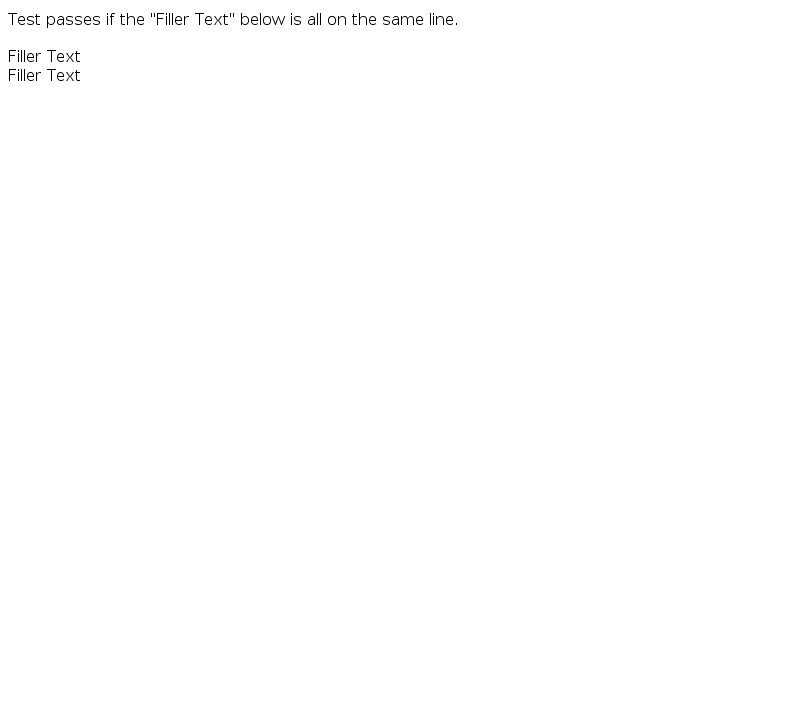 Test passes if the "Filler Text" below is all on the same line.
Filler Text
Filler Text